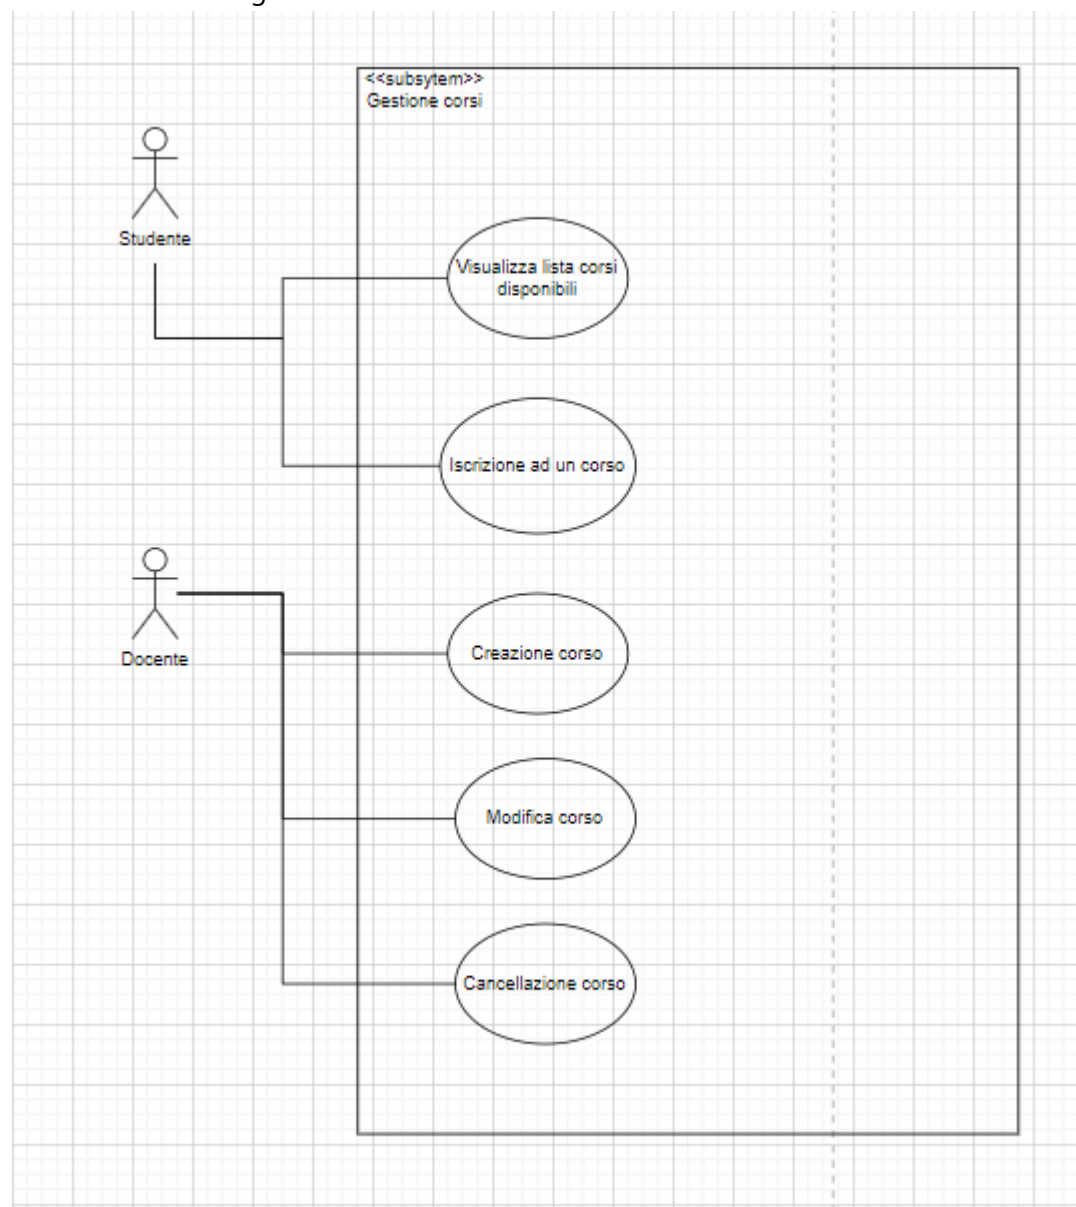 <<subsytem>>
Gestione corsi
Studente
Visualizza lista corsi
disponibili
Iscrizione ad un corso
Docente
Creazione corso
Modifica corso
Cancellazione corso